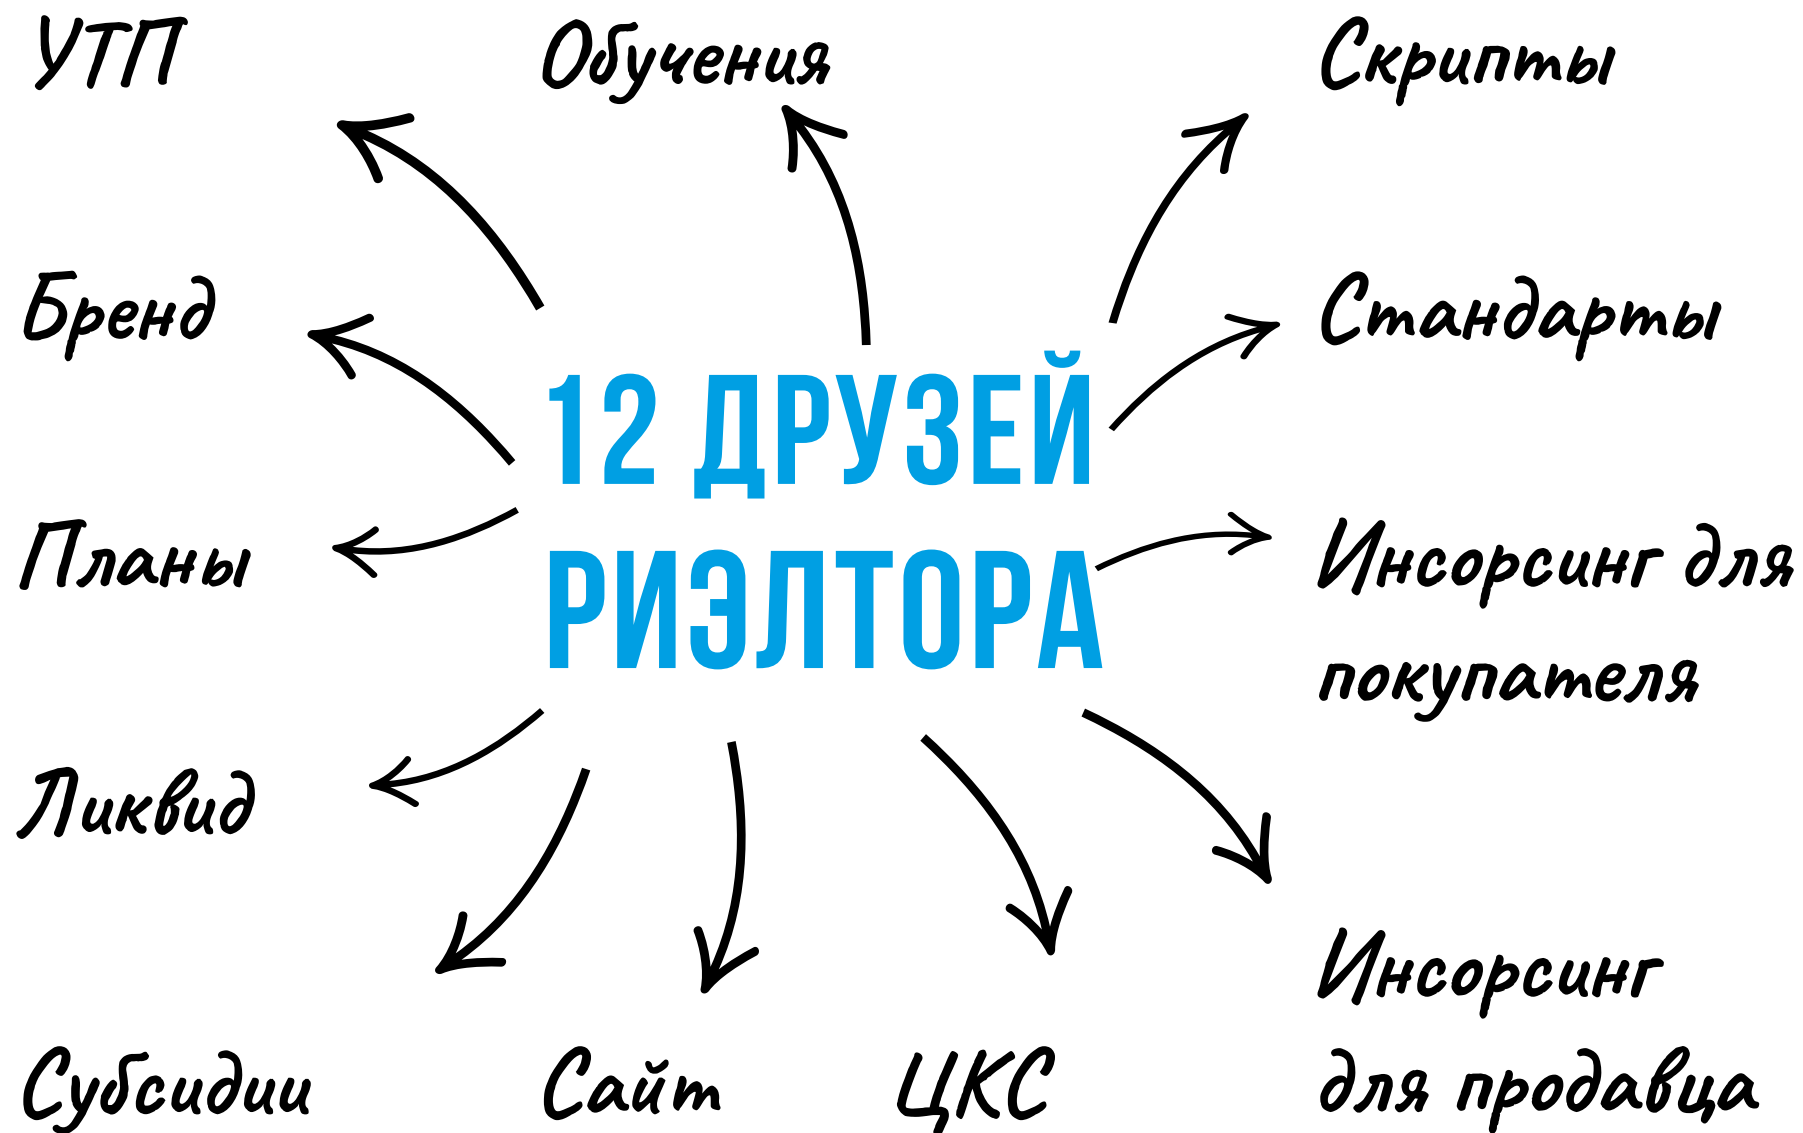 УТП
Обучения
Скрипты
Бренд
Стандарты
12 ДРУЗЕЙ
РИЭЛТОРА
Планы
Инсорсинг для
покупателя
Ликвид
Инсорсинг
для продавца
Субсидии
Сайт
ЦКС